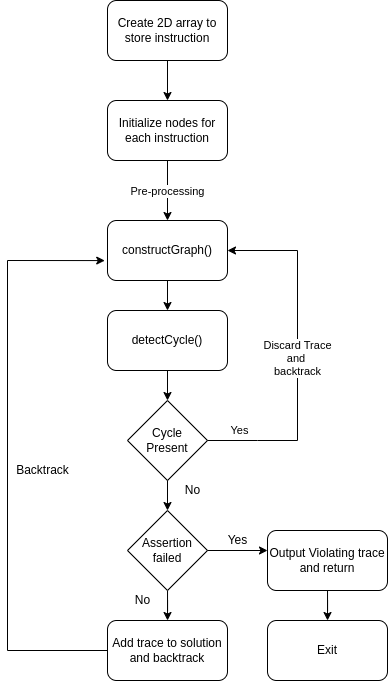 Create 2D array to
store instruction
Initialize nodes for
each instruction
Pre-processing
constructGraph()
detectCycle()
Discard Trace
and
backtrack
Cycle
Present
Yes
Backtrack
No
Assertion
failed
Yes
Output Violating trace
and return
No
Add trace to solution
and backtrack
Exit